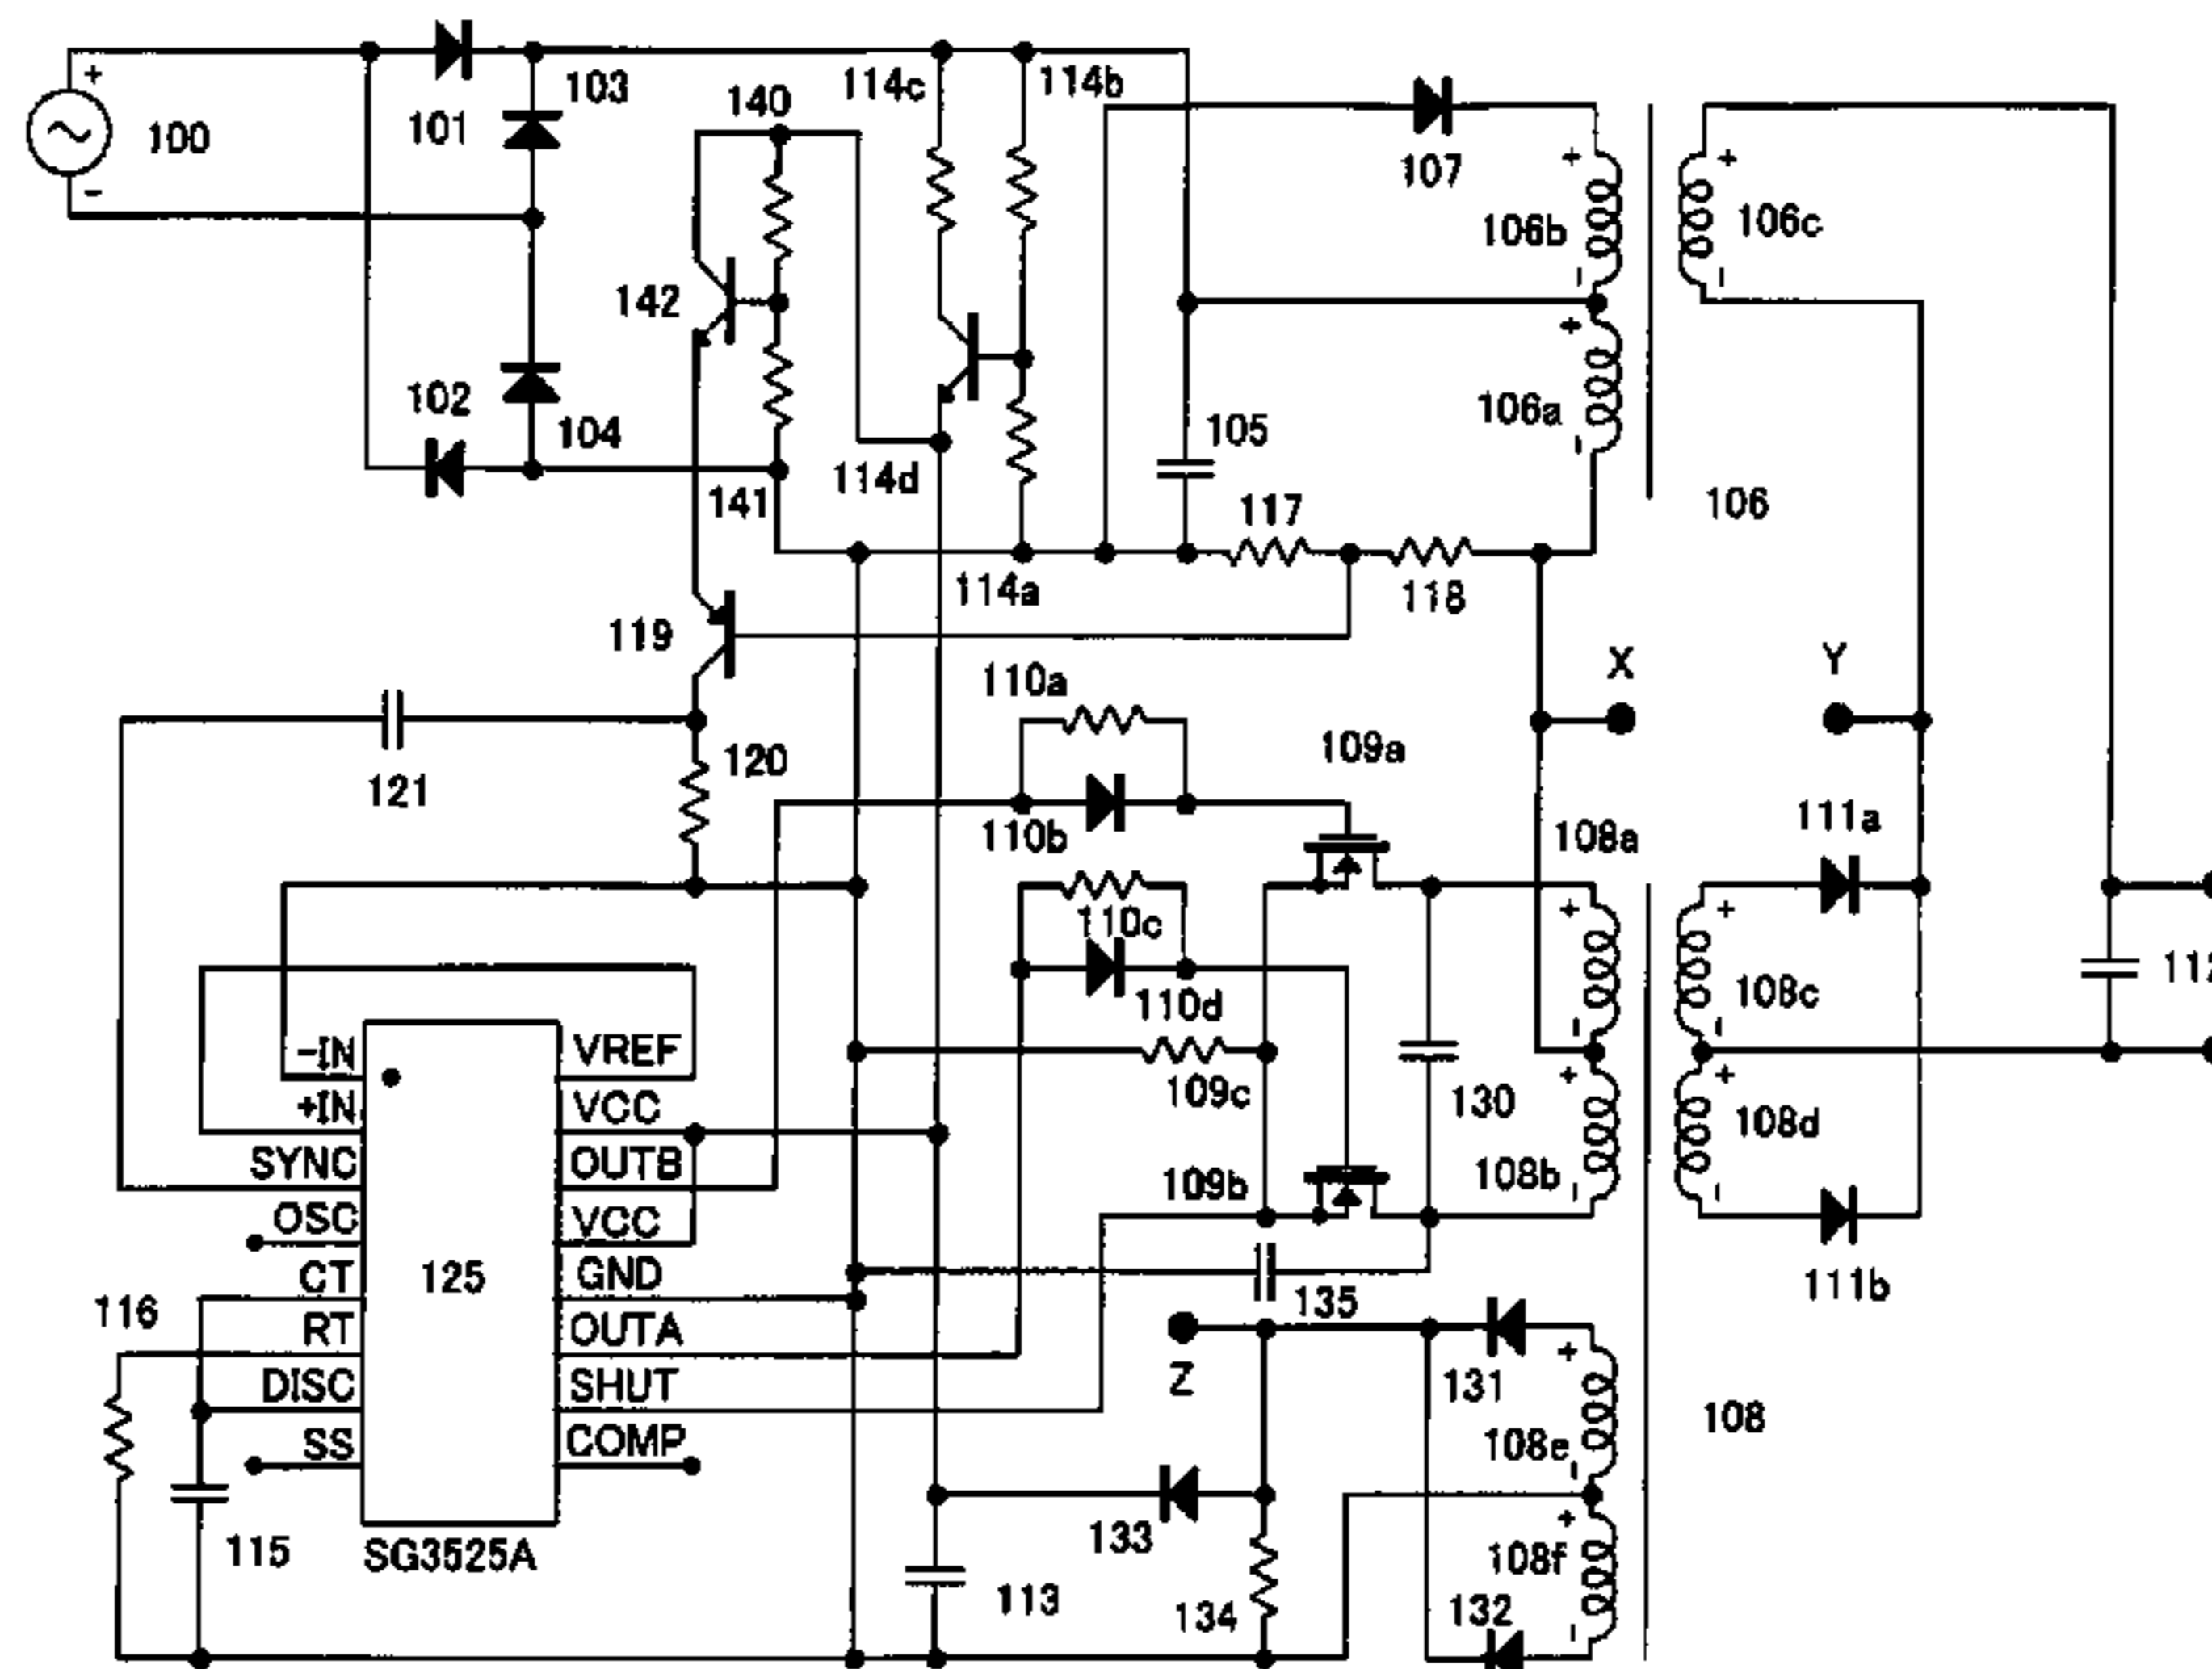 +
100
-
101
103
114c
114b
140
107
+
106b
-
+
106c
-
142
102
104
141
114d
105
+
106a
-
106
117
118
114a
119
110a
X
Y
121
120
109a
110b
108a
111a
110c
110d
+
-
+
108c
-
109c
130
+
108b
-
+
108d
-
109b
111b
135
-IN
+IN
SYNC
OSC
CT
RT
DISC
SS
125
VREF
VCC
OUTB
VCC
GND
OUTA
SHUT
COMP
116
115
SG3525A
Z
131
+
108e
-
108
133
113
134
+
108f
-
132